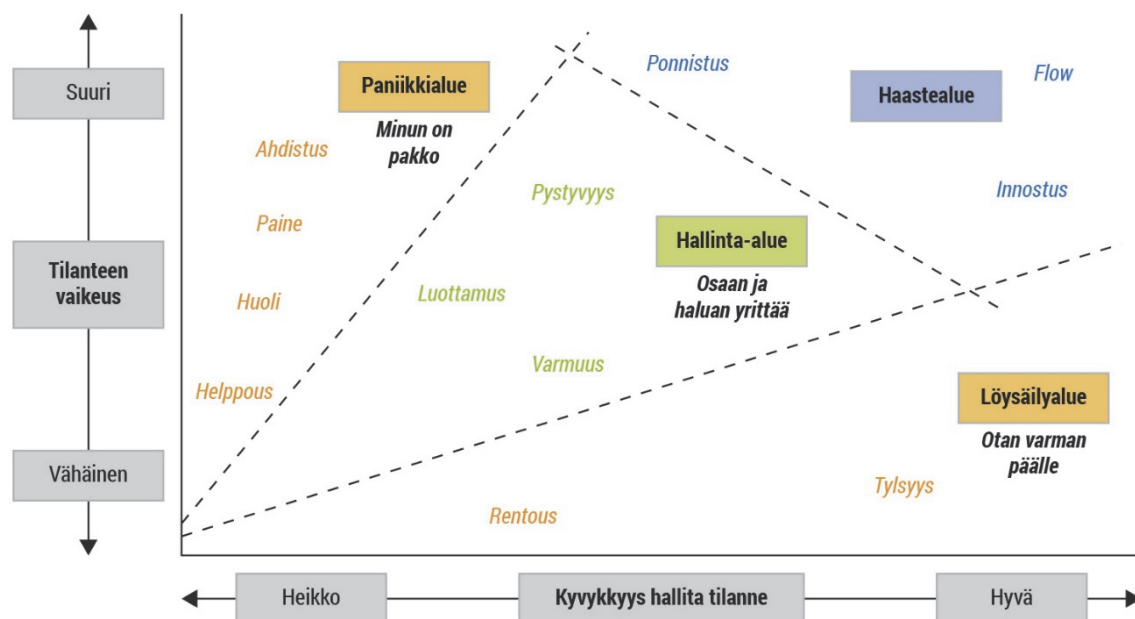 Suuri
Tilanteen
vaikeus
Vähäinen
Paniikkialue
Minun on
pakko
Ahdistus
Paine
Huoli
Helppous
Ponnistus
Haastealue
Flow
Innostus
Pystyvyys
Hallinta-alue
Osaan ja
haluan yrittää
Luottamus
Varmuus
Löysäilyalue
Otan varman
päälle
Tylsyys
Rentous
Heikko
Kyvykkyys hallita tilanne
Hyvä